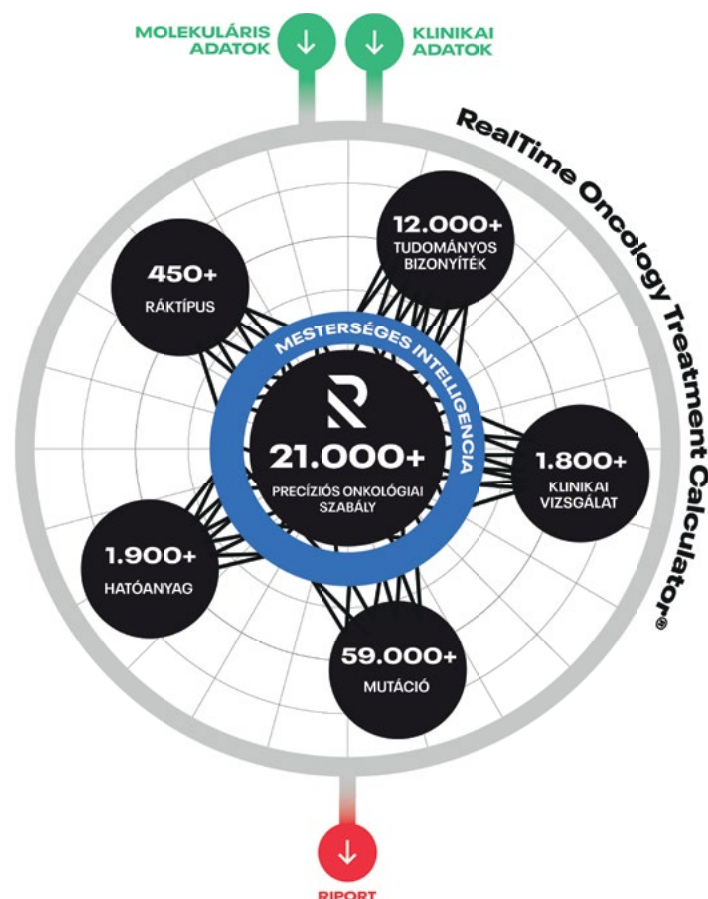 MOLEKULÁRIS
ADATOK
KLINIKAI
ADATOK
RealTime Oncology Treatment Calculator®
12.000+
TUDOMÁNYOS
BIZONYÍTÉK
450+
RÁKTÍPUS
MESTERSÉGES INTELLIGENCIA
21.000+
PRECÍZIÓS ONKOLÓGIAI
SZABÁLY
1.800+
KLINIKAI
VIZSGÁLAT
1.900+
HATÓANYAG
59.000+
MUTÁCIÓ
RIPORT